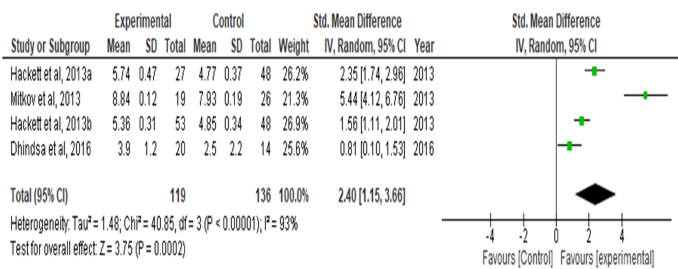 Experimental Control Std. Mean Difference Std. Mean Difference
Study or Subgroup Mean SD Total Mean SD Total Weight IV, Random, 95% CI Year IV, Random, 95% CI
Hackett et al, 2013a 5.74 0.47 27 4.77 0.37 48 26.2% 2.35 [1.74, 2.96] 2013
Mitkov et al, 2013 8.84 0.12 19 7.93 0.19 26 21.3% 5.44 [4.12, 6.76] 2013
Hackett et al, 2013b 5.36 0.31 53 4.85 0.34 48 26.9% 1.56 [1.11, 2.01] 2013
Dhindsa et al, 2016 3.9 1.2 20 2.5 2.2 14 25.6% 0.81 [0.10, 1.53] 2016
Total (95% CI) 119 136 100.0% 2.40 [1.15, 3.66]
Heterogeneity: Tau² = 1.48; Chi² = 40.85, df = 3 (P < 0.00001); I² = 93%
Test for overall effect: Z = 3.75 (P = 0.0002)
-4 -2 0 2 4
Favours [Control] Favours [experimental]